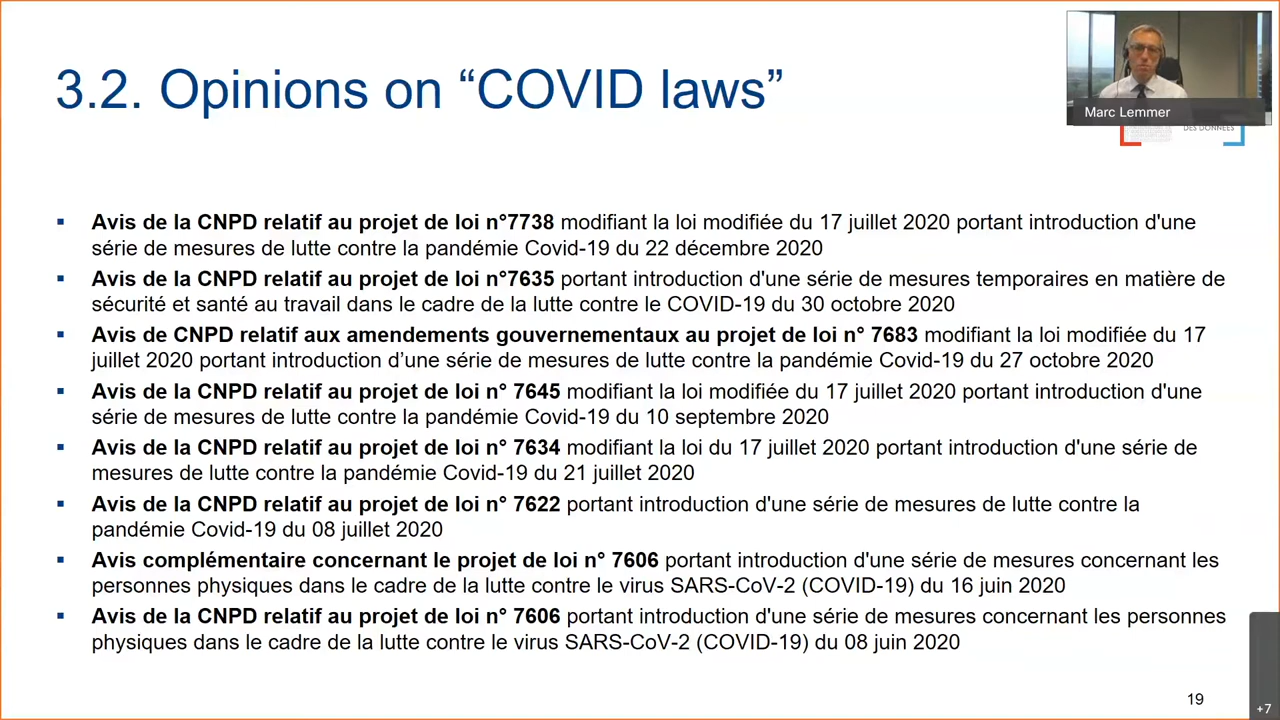 3.2. Opinions on “COVID laws”
Marc Lemmer
DES DONNÉES
▪ Avis de la CNPD relatif au projet de loi n°7738 modifiant la loi modifiée du 17 juillet 2020 portant introduction d'une
série de mesures de lutte contre la pandémie Covid-19 du 22 décembre 2020
▪ Avis de la CNPD relatif au projet de loi n°7635 portant introduction d'une série de mesures temporaires en matière de
sécurité et santé au travail dans le cadre de la lutte contre le COVID-19 du 30 octobre 2020
▪ Avis de CNPD relatif aux amendements gouvernementaux au projet de loi n° 7683 modifiant la loi modifiée du 17
juillet 2020 portant introduction d’une série de mesures de lutte contre la pandémie Covid-19 du 27 octobre 2020
▪ Avis de la CNPD relatif au projet de loi n° 7645 modifiant la loi modifiée du 17 juillet 2020 portant introduction d'une
série de mesures de lutte contre la pandémie Covid-19 du 10 septembre 2020
▪ Avis de la CNPD relatif au projet de loi n° 7634 modifiant la loi du 17 juillet 2020 portant introduction d'une série de
mesures de lutte contre la pandémie Covid-19 du 21 juillet 2020
▪ Avis de la CNPD relatif au projet de loi n° 7622 portant introduction d'une série de mesures de lutte contre la
pandémie Covid-19 du 08 juillet 2020
▪ Avis complémentaire concernant le projet de loi n° 7606 portant introduction d'une série de mesures concernant les
personnes physiques dans le cadre de la lutte contre le virus SARS-CoV-2 (COVID-19) du 16 juin 2020
▪ Avis de la CNPD relatif au projet de loi n° 7606 portant introduction d'une série de mesures concernant les personnes
physiques dans le cadre de la lutte contre le virus SARS-CoV-2 (COVID-19) du 08 juin 2020
19
+7